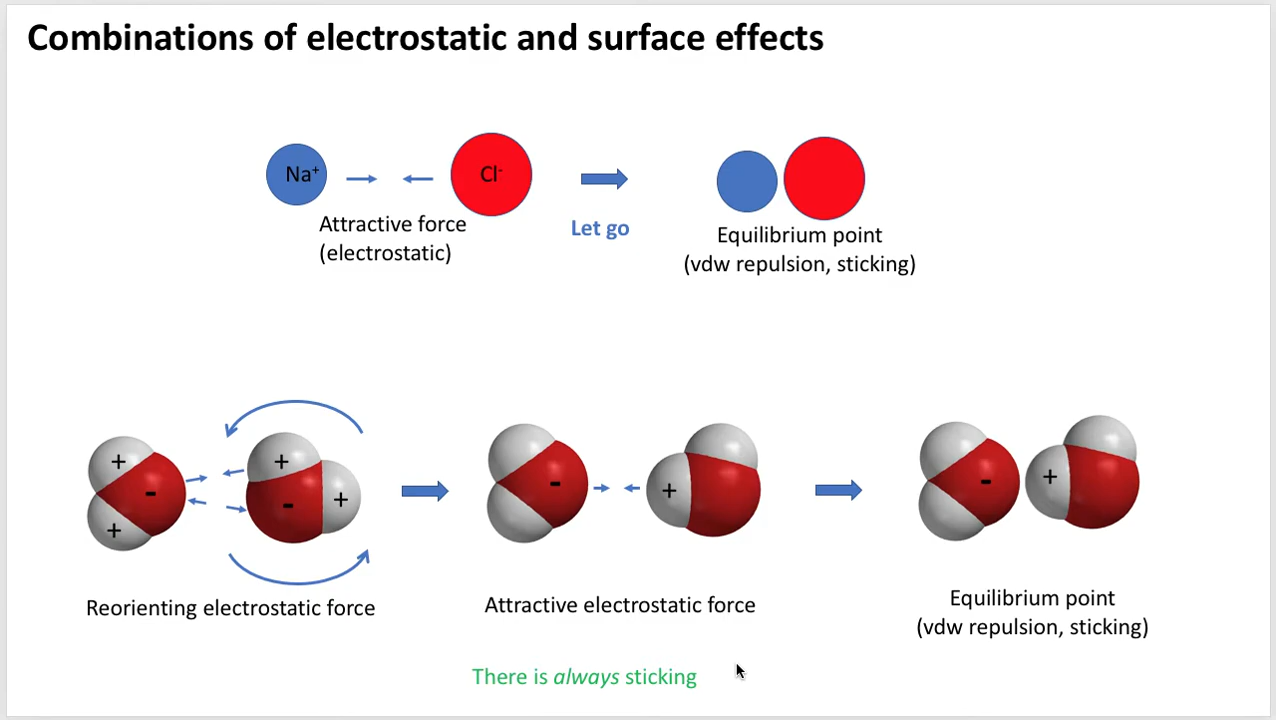 Combinations of electrostatic and surface effects
Na⁺
Cl⁻
Attractive force
(electrostatic)
Let go
Equilibrium point
(vdw repulsion, sticking)
+
-
+
+
-
+
Reorienting electrostatic force
-
+
Attractive electrostatic force
-
+
Equilibrium point
(vdw repulsion, sticking)
There is always sticking